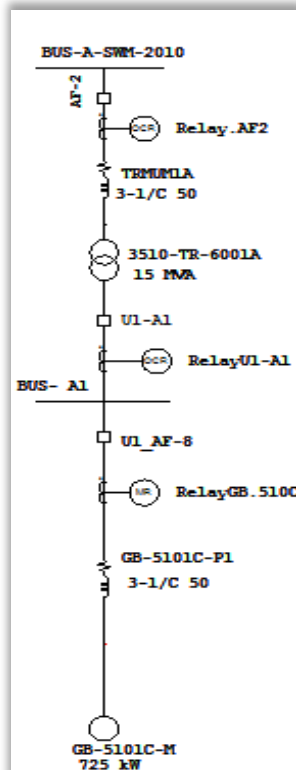 BUS-A-SWM-2010
AF-2
OCR
Relay.AF2
TRMUM1A
3-1/C 50
3510-TR-6001A
15 MVA
U1-A1
OCR
RelayU1-A1
BUS- A1
U1_AF-8
MR
RelayGB.510C
GB-5101C-P1
3-1/C 50
GB-5101C-M
725 kW